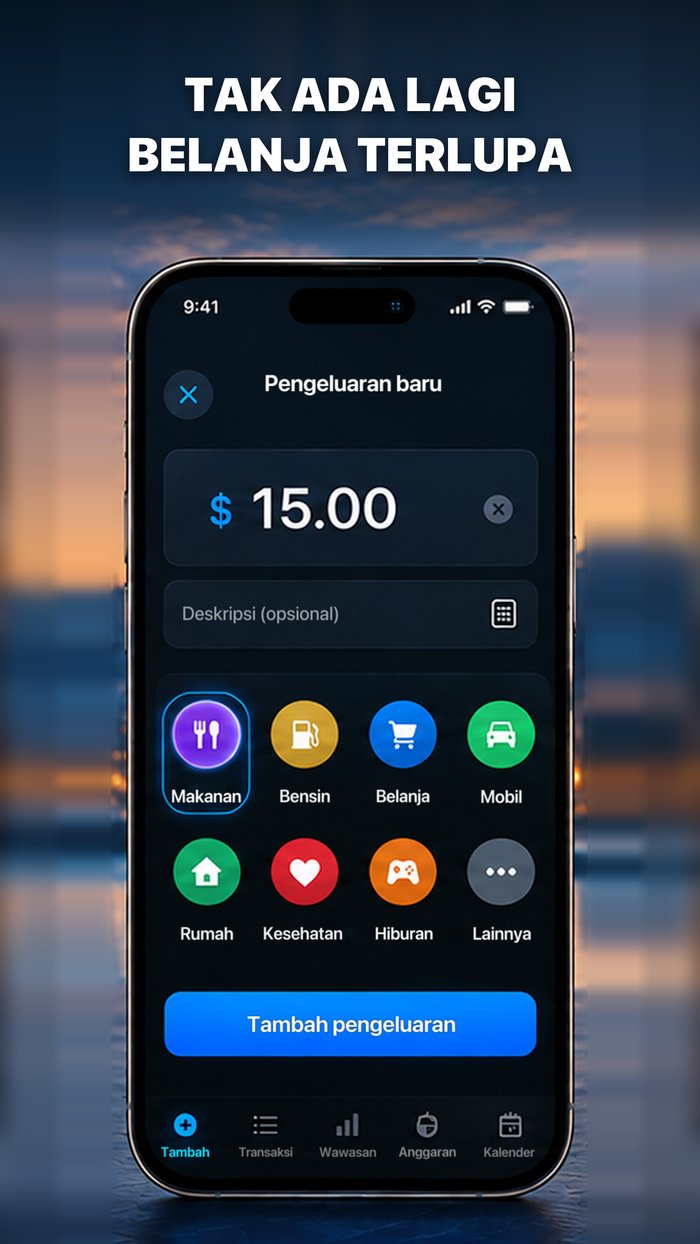 TAK ADA LAGI
BELANJA TERLUPA
9:41
Pengeluaran baru
$ 15.00
Deskripsi (opsional)
Makanan Bensin Belanja Mobil
Rumah Kesehatan Hiburan Lainnya
Tambah pengeluaran
Tambah Transaksi Wawasan Anggaran Kalender